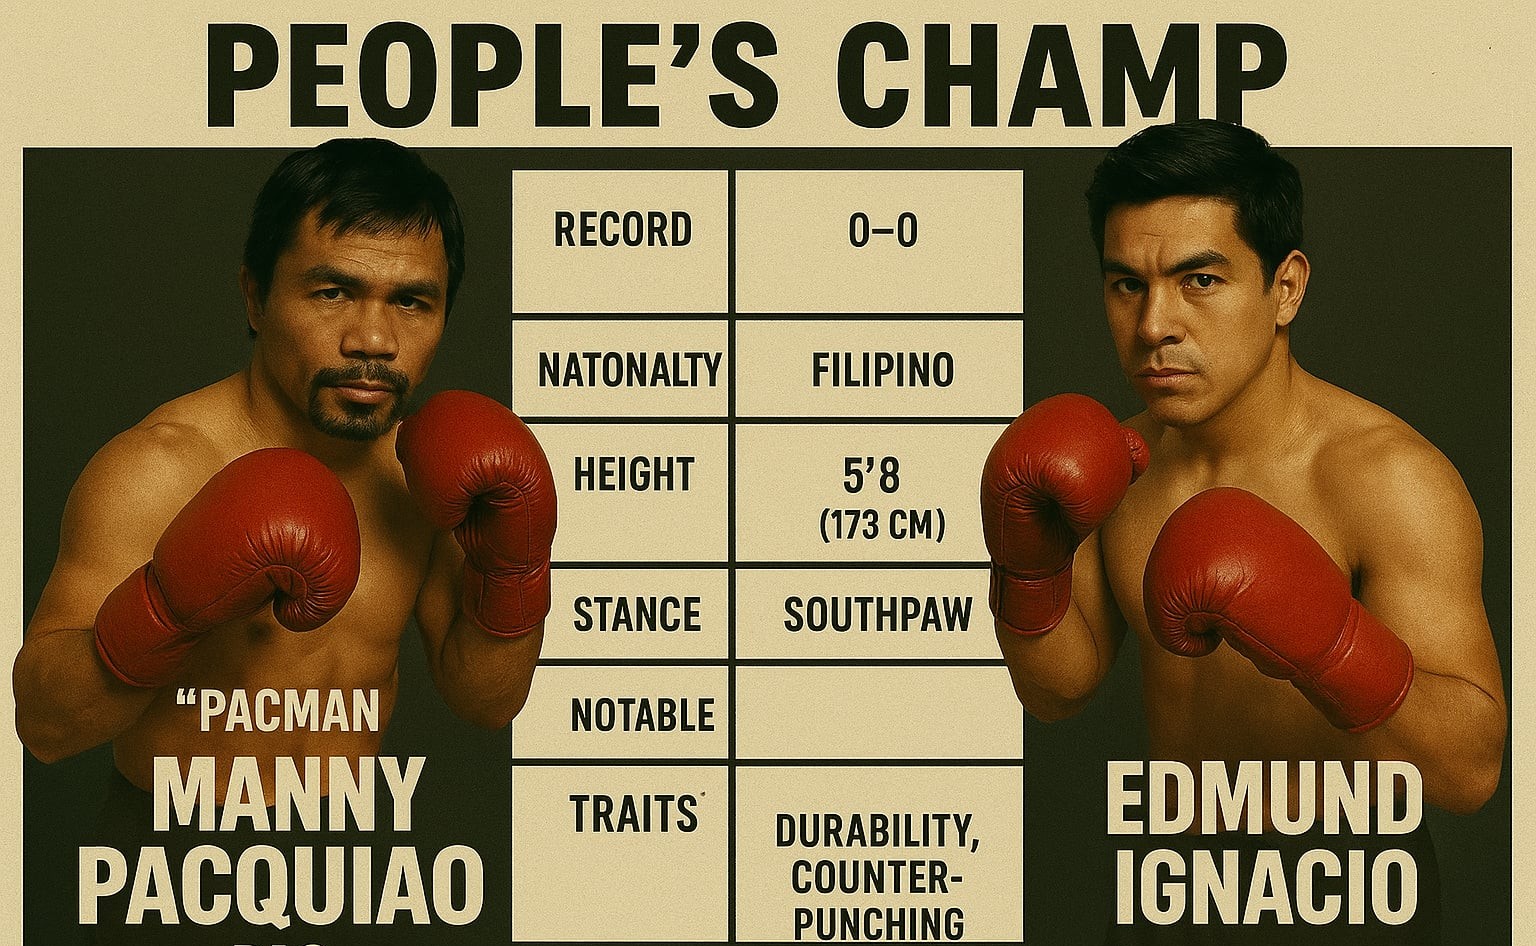 PEOPLE'S CHAMP
RECORD 0–0
NATONALTY FILIPINO
HEIGHT 5'8
(173 CM)
STANCE SOUTHPAW
NOTABLE
TRAITS
DURABILITY,
COUNTER-
PUNCHING
“PACMAN
MANNY
PACQUIAO
EDMUND
IGNACIO